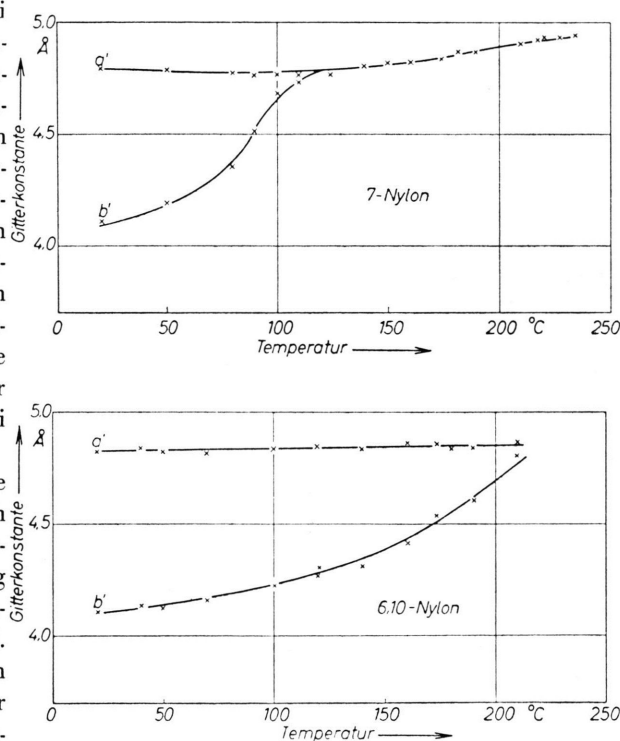 5.0
Å
a'
4.5
Gitterkonstante
7-Nylon
b'
4.0
0 50 100 150 200 °C 250
Temperatur
5.0
Å
a'
4.5
Gitterkonstante
b'
6,10-Nylon
4.0
0 50 100 150 200 °C 250
Temperatur